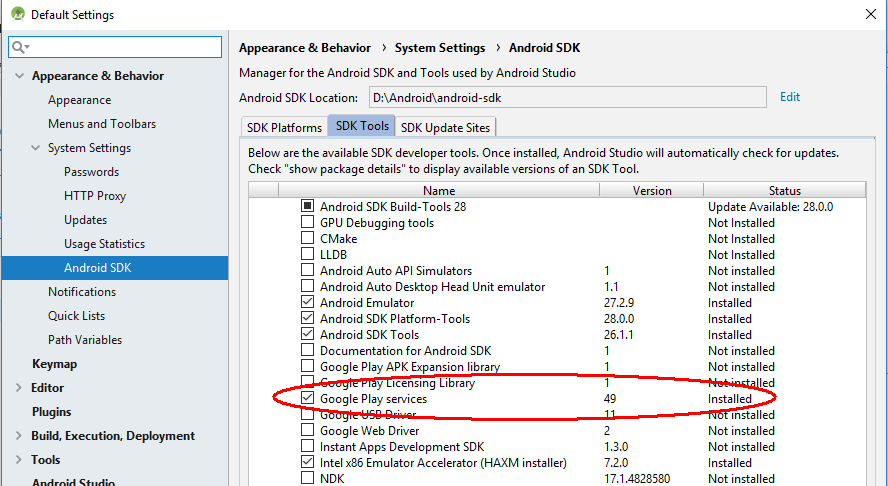 Default Settings
Appearance & Behavior
Appearance
Menus and Toolbars
System Settings
Passwords
HTTP Proxy
Updates
Usage Statistics
Android SDK
Notifications
Quick Lists
Path Variables
Keymap
Editor
Plugins
Build, Execution, Deployment
Tools
Android Studio
Appearance & Behavior › System Settings › Android SDK
Manager for the Android SDK and Tools used by Android Studio
Android SDK Location: D:\Android\android-sdk Edit
SDK Platforms SDK Tools SDK Update Sites
Below are the available SDK developer tools. Once installed, Android Studio will automatically check for updates.
Check "show package details" to display available versions of an SDK Tool.
Name Version Status
Android SDK Build-Tools 28 Update Available: 28.0.0
GPU Debugging tools Not Installed
CMake Not Installed
LLDB Not Installed
Android Auto API Simulators 1 Not installed
Android Auto Desktop Head Unit emulator 1.1 Not installed
Android Emulator 27.2.9 Installed
Android SDK Platform-Tools 28.0.0 Installed
Android SDK Tools 26.1.1 Installed
Documentation for Android SDK 1 Not installed
Google Play APK Expansion library 1 Not installed
Google Play Licensing Library 1 Not installed
Google Play services 49 Installed
Google USB Driver 11 Not installed
Google Web Driver 2 Not installed
Instant Apps Development SDK 1.3.0 Not installed
Intel x86 Emulator Accelerator (HAXM installer) 7.2.0 Installed
NDK 17.1.4828580 Not installed